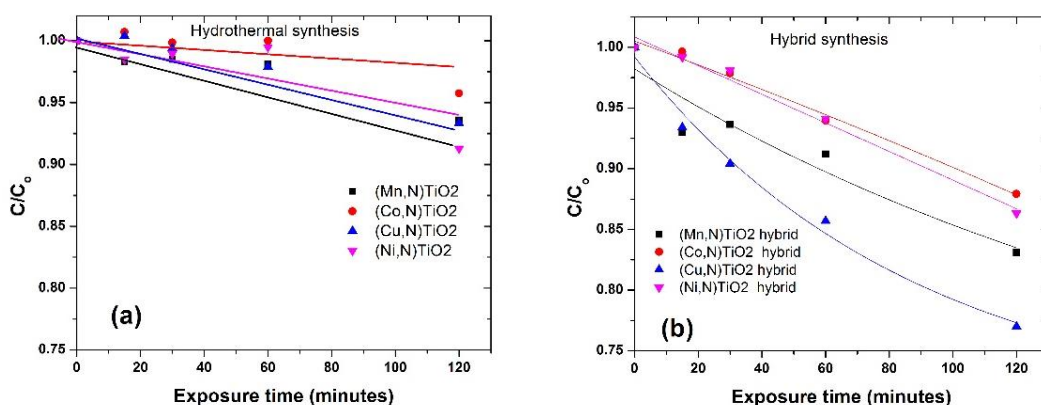 Hydrothermal synthesis
1.00
0.95
0.90
0.85
0.80
0.75
C/Co
(Mn,N)TiO2
(Co,N)TiO2
(Cu,N)TiO2
(Ni,N)TiO2
(a)
0 20 40 60 80 100 120
Exposure time (minutes)
Hybrid synthesis
1.00
0.95
0.90
0.85
0.80
0.75
C/Co
(Mn,N)TiO2 hybrid
(Co,N)TiO2 hybrid
(Cu,N)TiO2 hybrid
(Ni,N)TiO2 hybrid
(b)
0 20 40 60 80 100 120
Exposure time (minutes)